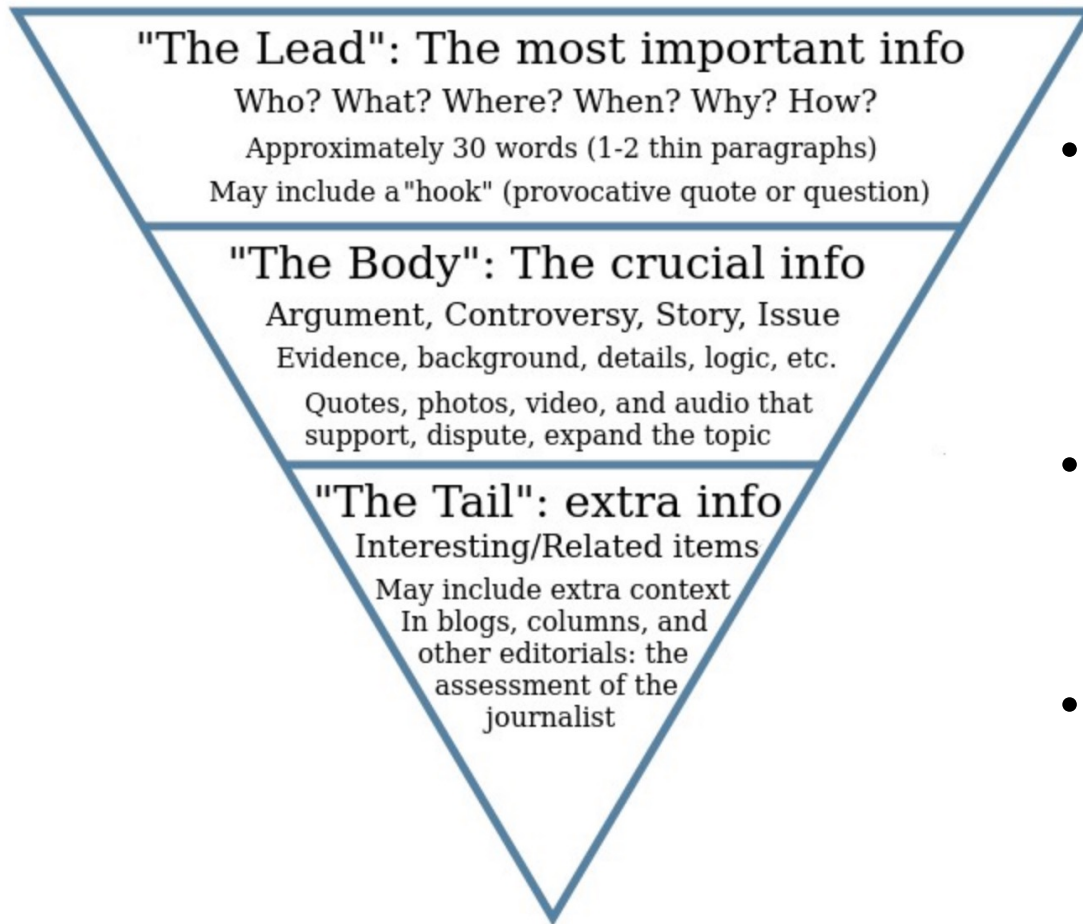 "The Lead": The most important info
Who? What? Where? When? Why? How?
Approximately 30 words (1-2 thin paragraphs)
May include a "hook" (provocative quote or question)
"The Body": The crucial info
Argument, Controversy, Story, Issue
Evidence, background, details, logic, etc.
Quotes, photos, video, and audio that
support, dispute, expand the topic
"The Tail": extra info
Interesting/Related items
May include extra context
In blogs, columns, and
other editorials: the
assessment of the
journalist